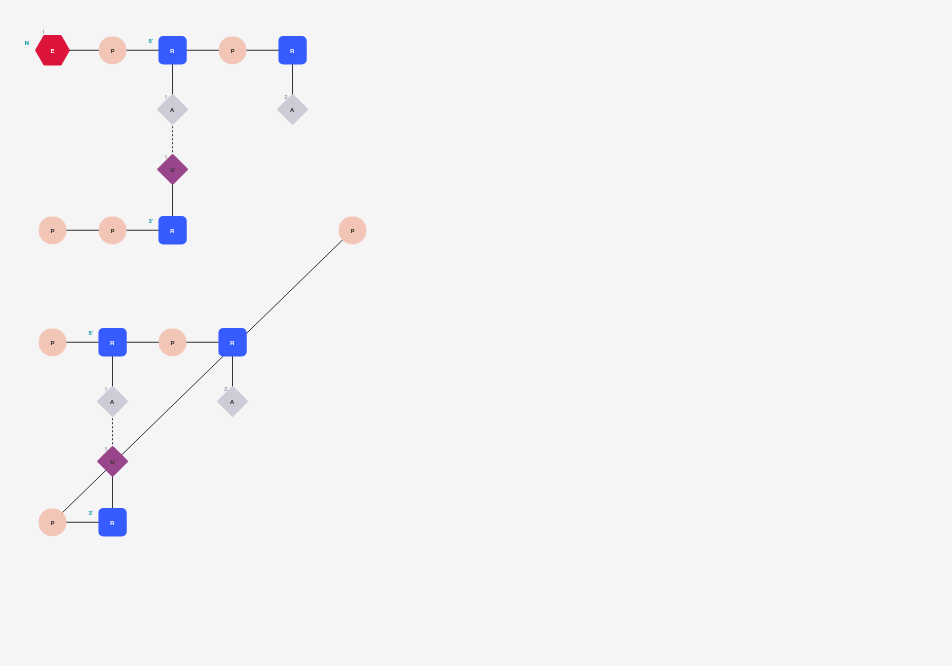 1
N E P 5' R P R
1 A 2 A
1 U
P P 3' R P
P 5' R P R
1 A 2 A
1 U
P 3' R